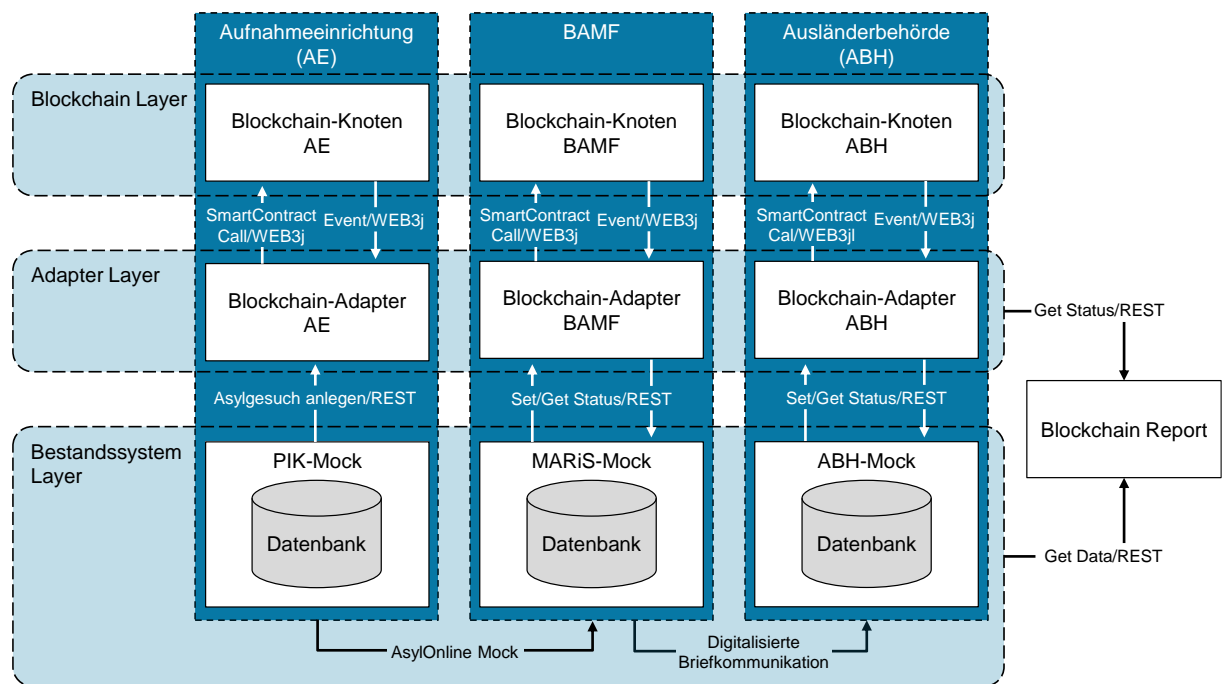 Aufnahmeeinrichtung
(AE)
BAMF
Ausländerbehörde
(ABH)
Blockchain Layer
Blockchain-Knoten
AE
Blockchain-Knoten
BAMF
Blockchain-Knoten
ABH
SmartContract
Call/WEB3j
Event/WEB3j
SmartContract
Call/WEB3j
Event/WEB3j
SmartContract
Cal/WEB3jl
Event/WEB3j
Adapter Layer
Blockchain-Adapter
AE
Blockchain-Adapter
BAMF
Blockchain-Adapter
ABH
Get Status/REST
Asylgesuch anlegen/REST
Set/Get Status/REST
Set/Get Status/REST
Blockchain Report
Bestandssystem
Layer
PIK-Mock
Datenbank
MARiS-Mock
Datenbank
ABH-Mock
Datenbank
Get Data/REST
AsylOnline Mock
Digitalisierte
Briefkommunikation